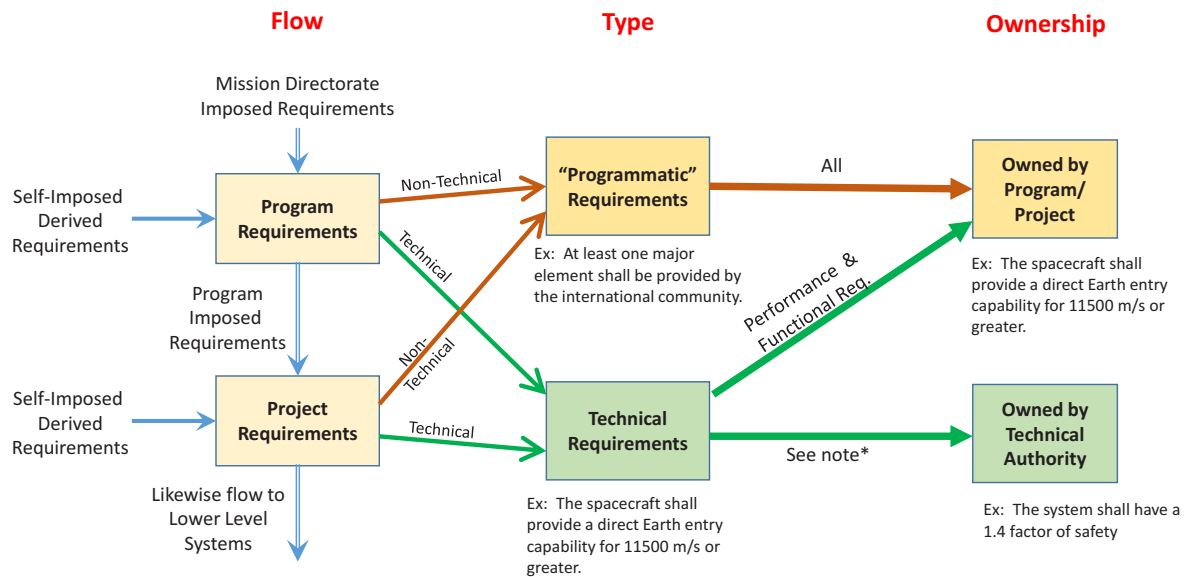 Flow
Type
Ownership
Mission Directorate
Imposed Requirements
Self-Imposed
Derived
Requirements
Program
Requirements
Non-Technical
Technical
“Programmatic”
Requirements
Ex:  At least one major
element shall be provided by
the international community.
All
Owned by
Program/
Project
Ex:  The spacecraft shall
provide a direct Earth entry
capability for 11500 m/s or
greater.
Program
Imposed
Requirements
Non-
Technical
Performance &
Functional Req.
Self-Imposed
Derived
Requirements
Project
Requirements
Technical
Technical
Requirements
See note*
Owned by
Technical
Authority
Likewise flow to
Lower Level
Systems
Ex:  The spacecraft shall
provide a direct Earth entry
capability for 11500 m/s or
greater.
Ex:  The system shall have a
1.4 factor of safety